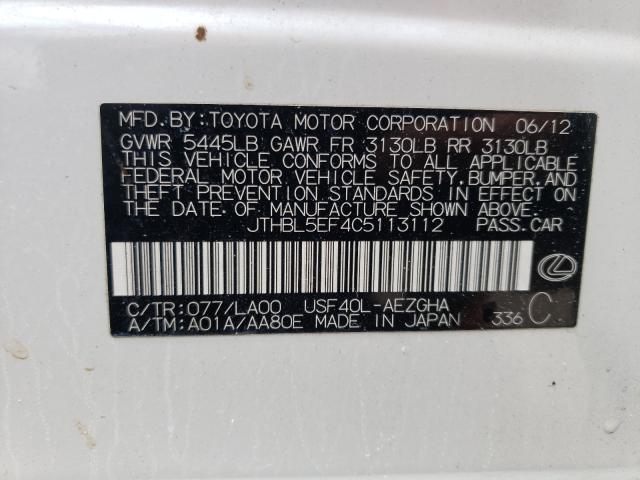 MFD. BY: TOYOTA MOTOR CORPORATION 06/12
GVWR 5445LB GAWR FR 3130LB RR 3130LB
THIS VEHICLE CONFORMS TO ALL APPLICABLE
FEDERAL MOTOR VEHICLE SAFETY, BUMPER, AND
THEFT PREVENTION STANDARDS IN EFFECT ON
THE DATE OF MANUFACTURE SHOWN ABOVE.
JTHBL5EF4C5113112 PASS. CAR
C/TR: 077/LA00 USF40L-AEZGHA
A/TM: A01A/AA80E MADE IN JAPAN 336 C